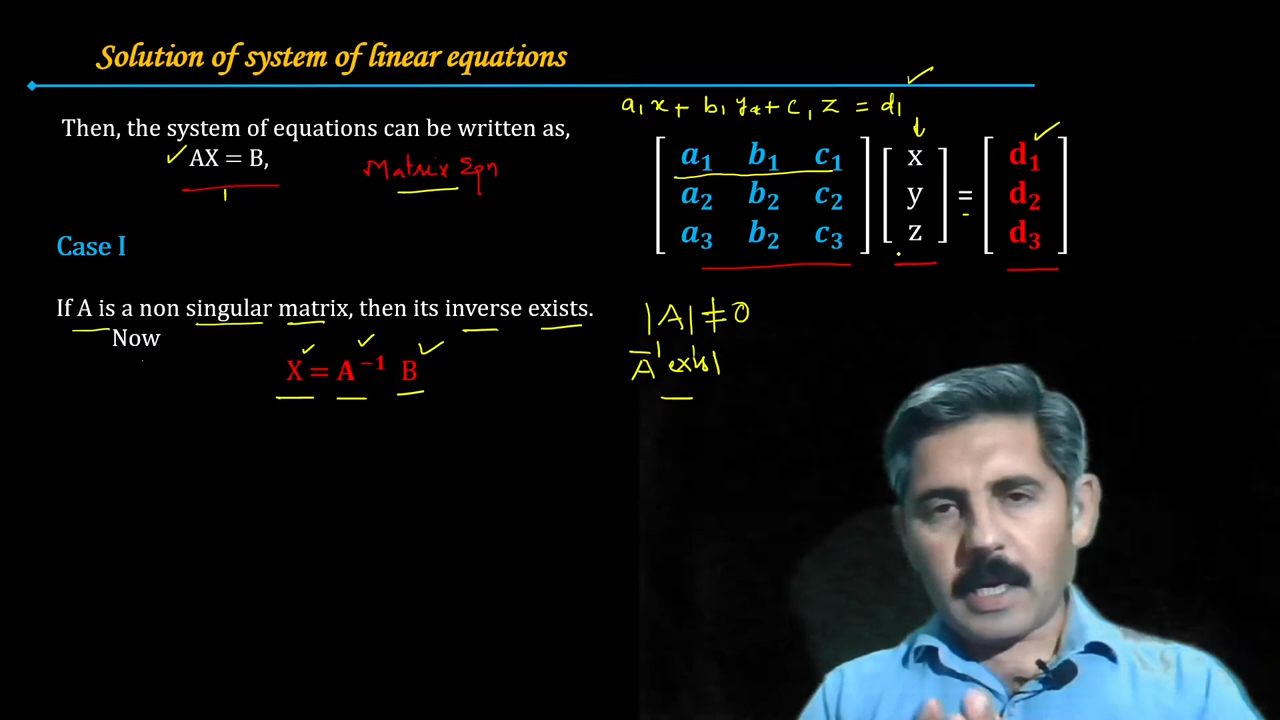 Solution of system of linear equations
Then, the system of equations can be written as,
AX = B,
Matrix Eqn
a₁x + b₁y + c₁z = d₁
a₁ b₁ c₁ x d₁
a₂ b₂ c₂ y = d₂
a₃ b₂ c₃ z d₃
Case I
If A is a non singular matrix, then its inverse exists.
Now
X = A⁻¹ B
|A| ≠ 0
A⁻¹ exist